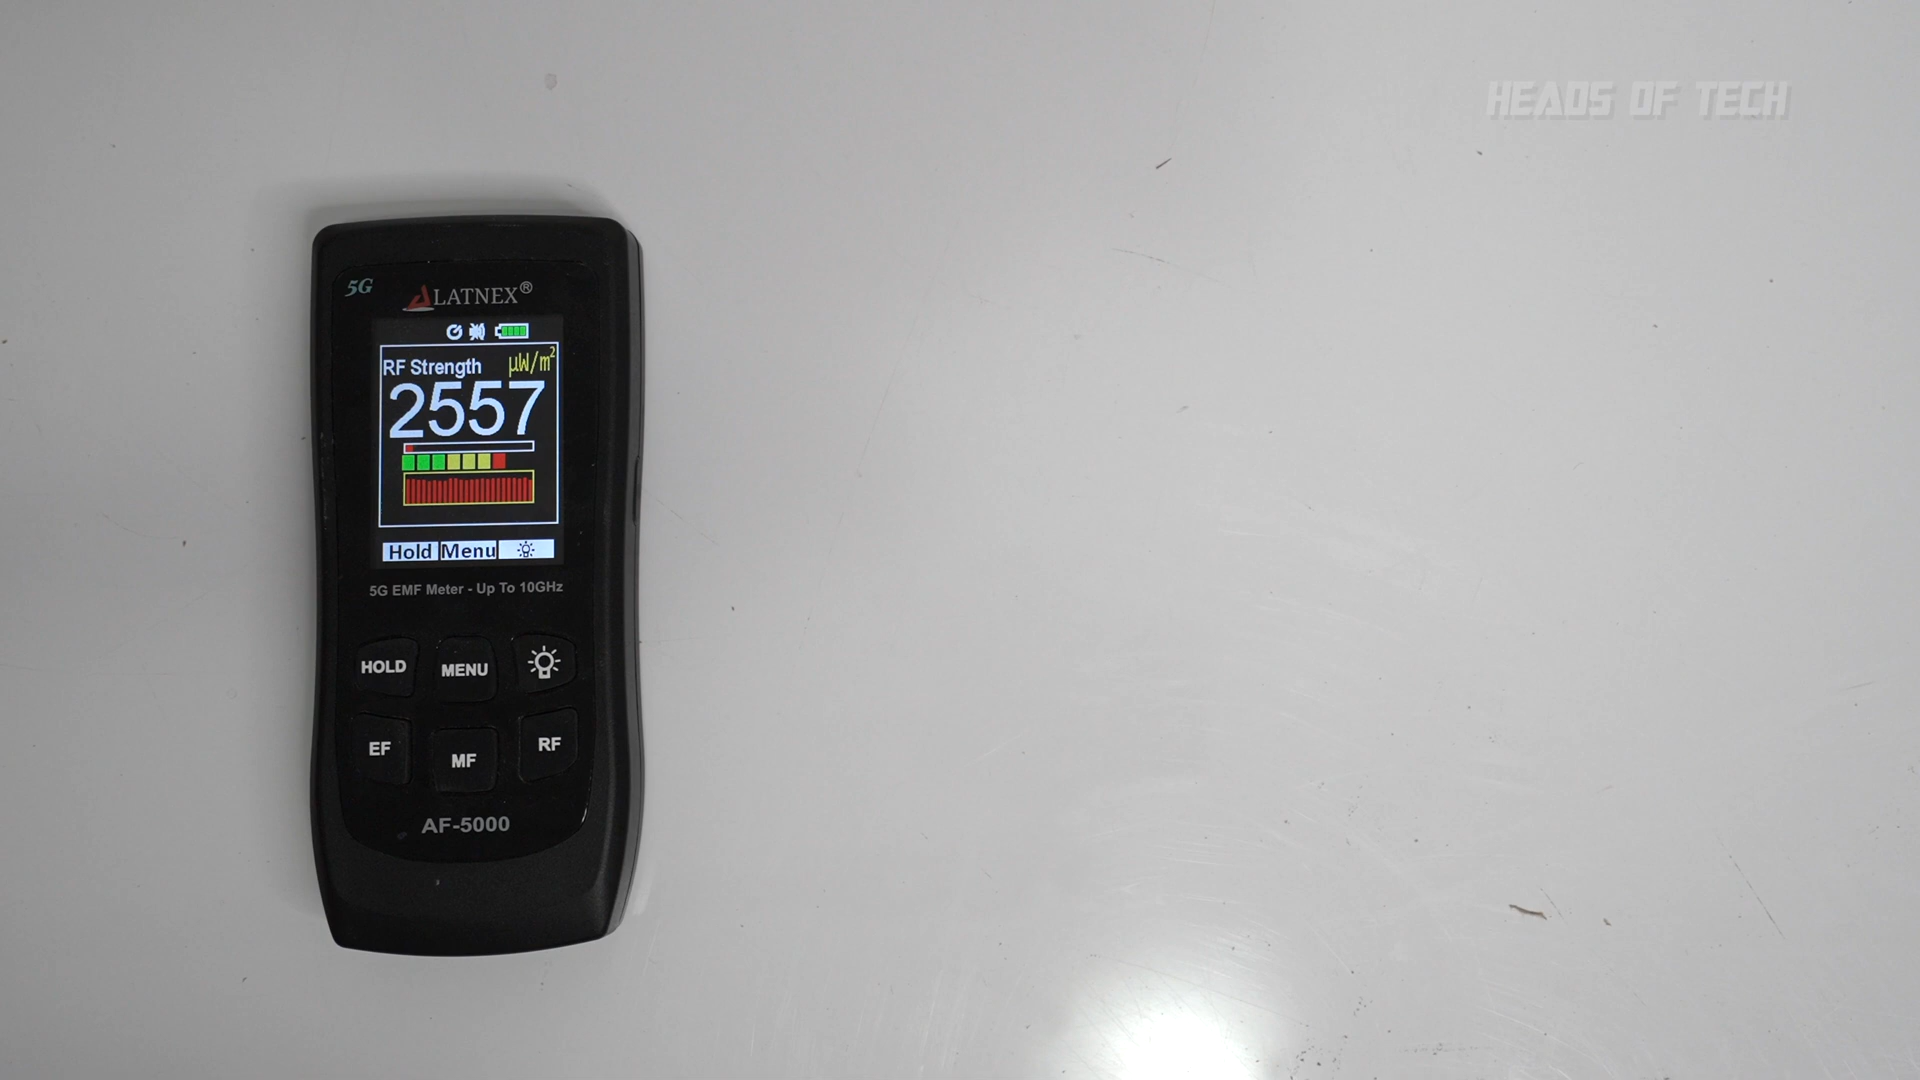 HEADS OF TECH
5G
LATNEX®
RF Strength µW/m²
2557
Hold Menu
5G EMF Meter - Up To 10GHz
HOLD MENU
EF MF RF
AF-5000